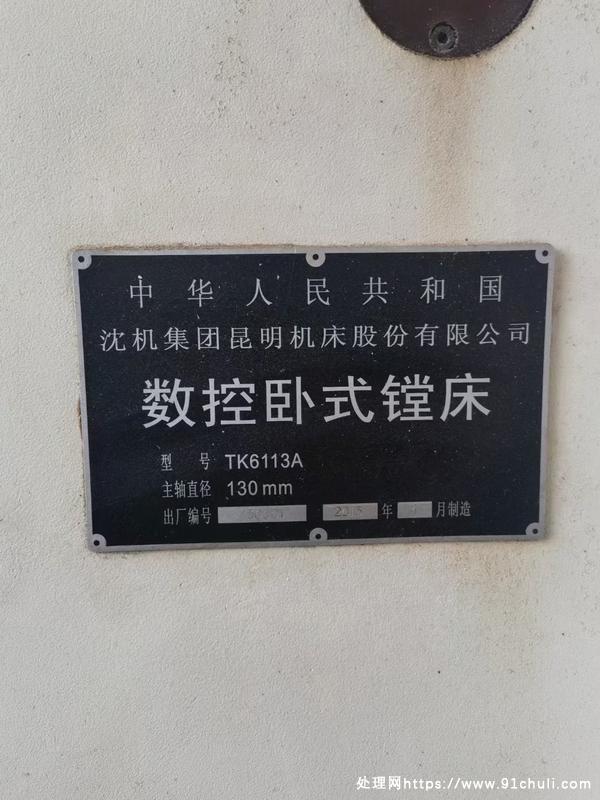 中华人民共和国
沈机集团昆明机床股份有限公司
数控卧式镗床
型号 TK6113A
主轴直径 130mm
出厂编号 年 月制造
处理网https://www.91chuli.com/